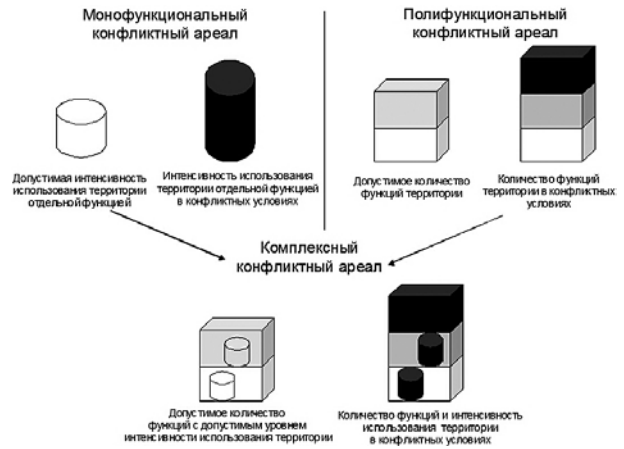 Монофункциональный
конфликтный ареал
Полифункциональный
конфликтный ареал
Допустимая интенсивность
использования территории
отдельной функцией
Интенсивность использования
территории отдельной функцией
в конфликтных условиях
Допустимое количество
функций территории
Количество функций
территории в конфликтных
условиях
Комплексный
конфликтный ареал
Допустимое количество
функций с допустимым уровнем
интенсивности использования территории
Количество функций и интенсивность
использования территории
в конфликтных условиях